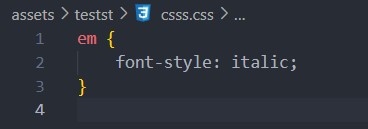 assets > testst > csss.css > ...
1 em {
2     font-style: italic;
3 }
4